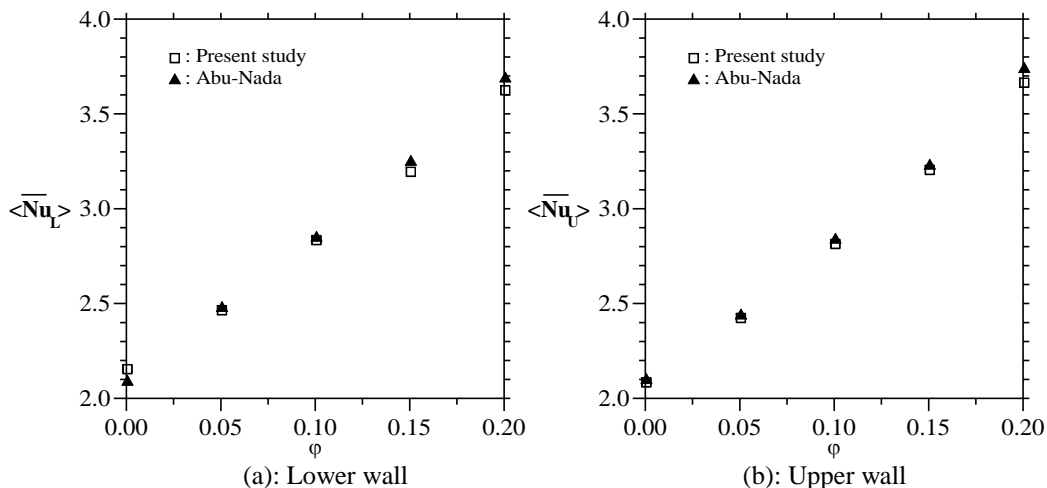 4.0
3.5
3.0
2.5
2.0
<Nu_L>
: Present study
: Abu-Nada
0.00 0.05 0.10 0.15 0.20
φ
(a): Lower wall
4.0
3.5
3.0
2.5
2.0
<Nu_U>
: Present study
: Abu-Nada
0.00 0.05 0.10 0.15 0.20
φ
(b): Upper wall